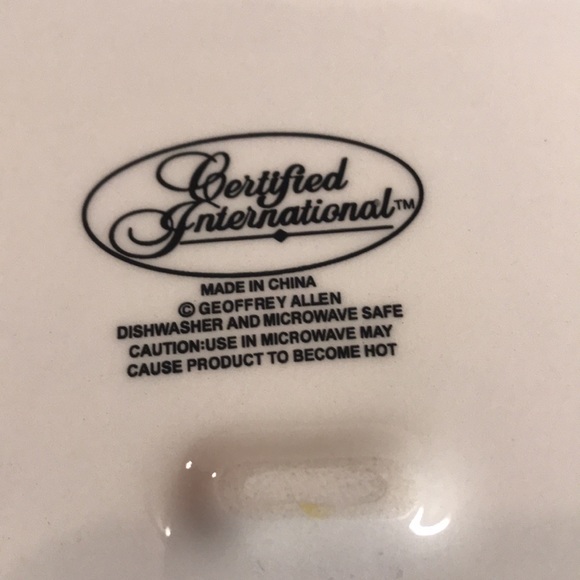 Certified
International™
MADE IN CHINA
© GEOFFREY ALLEN
DISHWASHER AND MICROWAVE SAFE
CAUTION:USE IN MICROWAVE MAY
CAUSE PRODUCT TO BECOME HOT